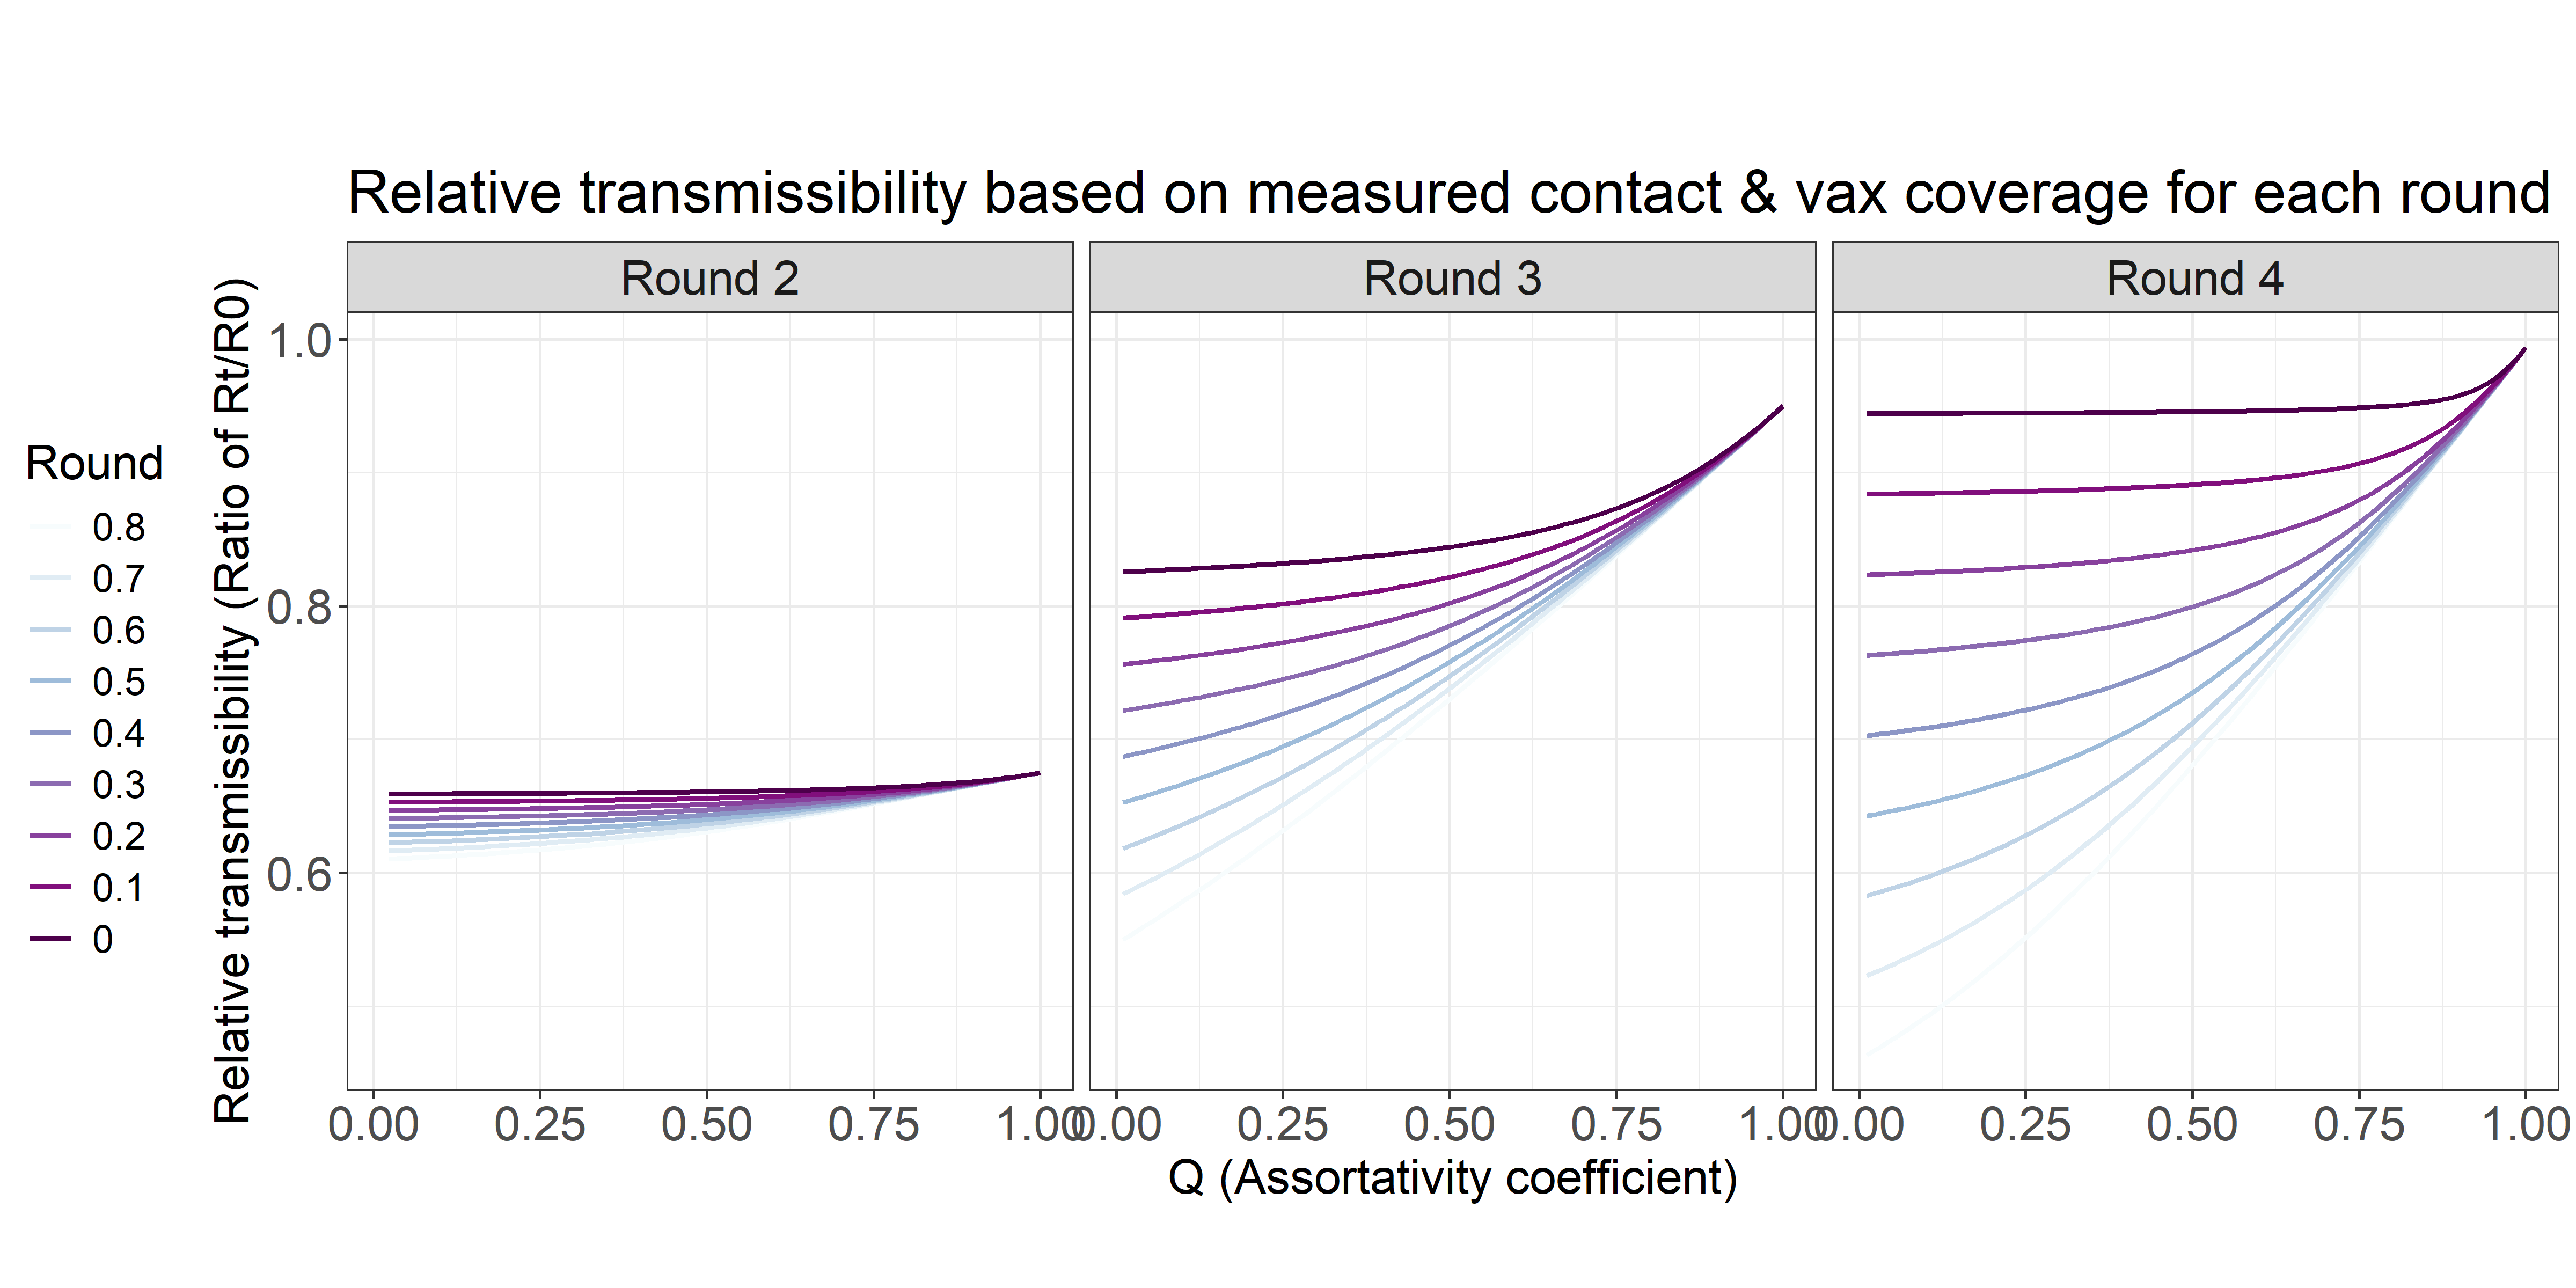 Relative transmissibility based on measured contact & vax coverage for each round
Round 2
Round 3
Round 4
Relative transmissibility (Ratio of Rt/R0)
1.0
0.8
0.6
Round
0.8
0.7
0.6
0.5
0.4
0.3
0.2
0.1
0
0.00 0.25 0.50 0.75 1.00
0.00 0.25 0.50 0.75 1.00
0.00 0.25 0.50 0.75 1.00
Q (Assortativity coefficient)